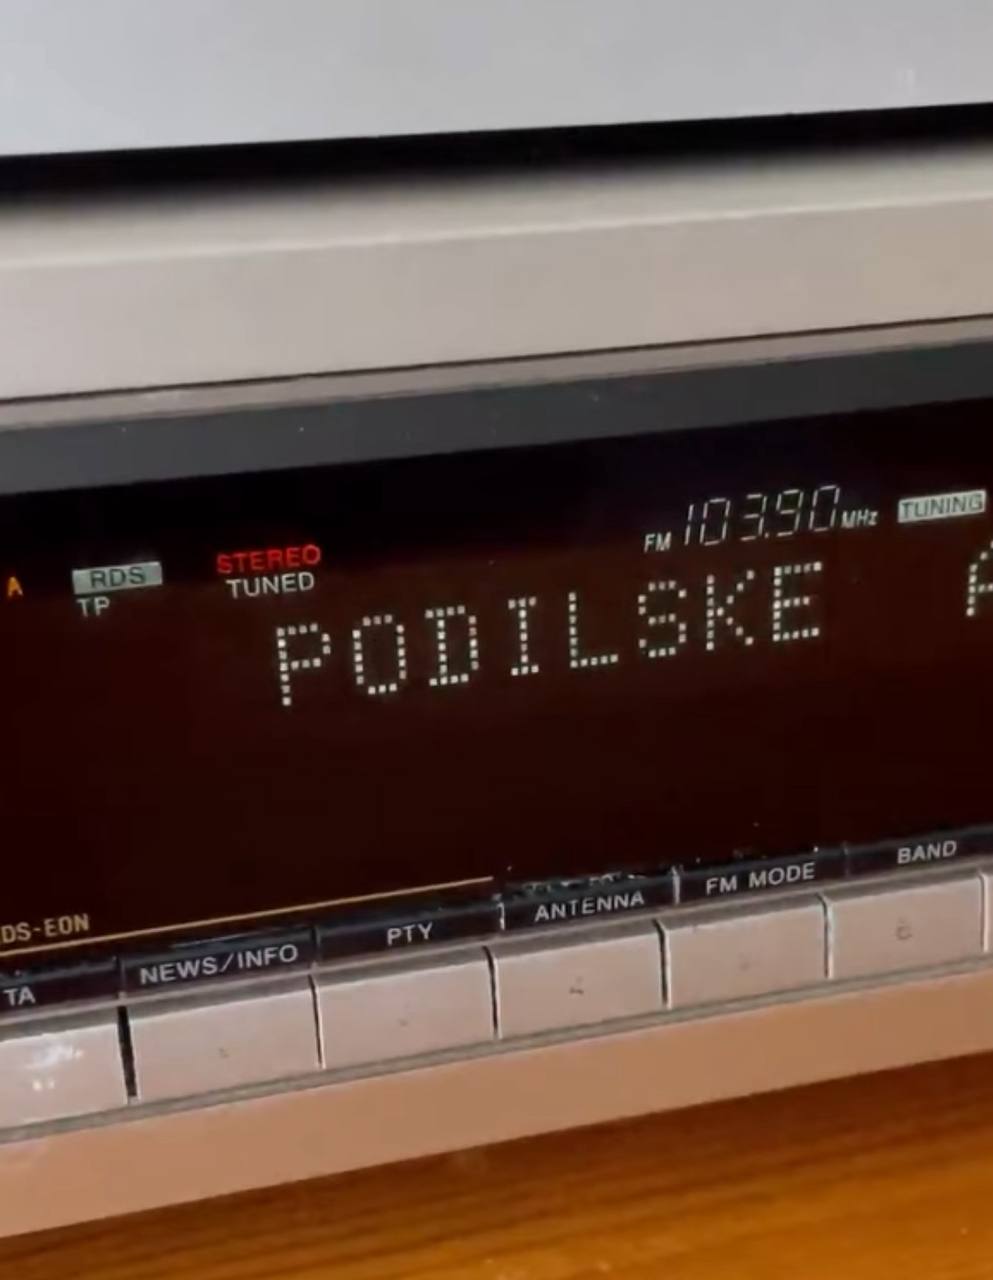 FM 103.90 MHz TUNING
A RDS STEREO
TP TUNED
PODILSKE A
DS-EON
TA NEWS/INFO PTY ANTENNA FM MODE BAND